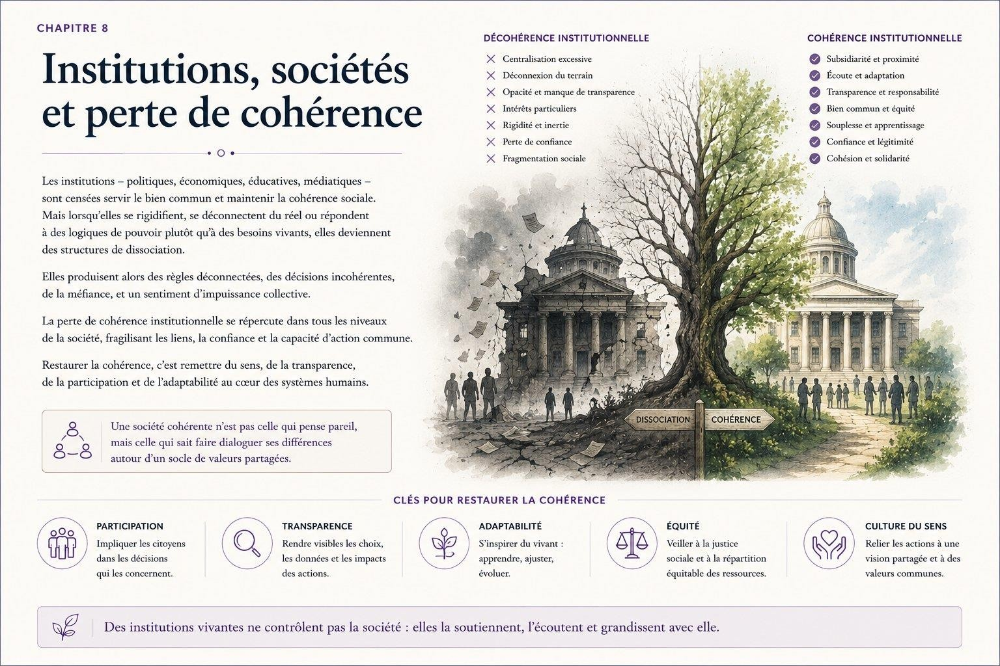 CHAPITRE 8
Institutions, sociétés
et perte de cohérence
Les institutions – politiques, économiques, éducatives, médiatiques –
sont censées servir le bien commun et maintenir la cohérence sociale.
Mais lorsqu’elles se rigidifient, se déconnectent du réel ou répondent
à des logiques de pouvoir plutôt qu’à des besoins vivants, elles deviennent
des structures de dissociation.
Elles produisent alors des règles déconnectées, des décisions incohérentes,
de la méfiance, et un sentiment d’impuissance collective.
La perte de cohérence institutionnelle se répercute dans tous les niveaux
de la société, fragilisant les liens, la confiance et la capacité d’action commune.
Restaurer la cohérence, c’est remettre du sens, de la transparence,
de la participation et de l’adaptabilité au cœur des systèmes humains.
Une société cohérente n’est pas celle qui pense pareil,
mais celle qui sait faire dialoguer ses différences
autour d’un socle de valeurs partagées.
DÉCOHÉRENCE INSTITUTIONNELLE
Centralisation excessive
Déconnexion du terrain
Opacité et manque de transparence
Intérêts particuliers
Rigidité et inertie
Perte de confiance
Fragmentation sociale
COHÉRENCE INSTITUTIONNELLE
Subsidiarité et proximité
Écoute et adaptation
Transparence et responsabilité
Bien commun et équité
Souplesse et apprentissage
Confiance et légitimité
Cohésion et solidarité
DISSOCIATION
COHÉRENCE
CLÉS POUR RESTAURER LA COHÉRENCE
PARTICIPATION
Impliquer les citoyens
dans les décisions
qui les concernent.
TRANSPARENCE
Rendre visibles les choix,
les données et les impacts
des actions.
ADAPTABILITÉ
S’inspirer du vivant :
apprendre, ajuster,
évoluer.
ÉQUITÉ
Veiller à la justice
sociale et à la répartition
équitable des ressources.
CULTURE DU SENS
Relier les actions à une
vision partagée et à des
valeurs communes.
Des institutions vivantes ne contrôlent pas la société : elles la soutiennent, l’écoutent et grandissent avec elle.